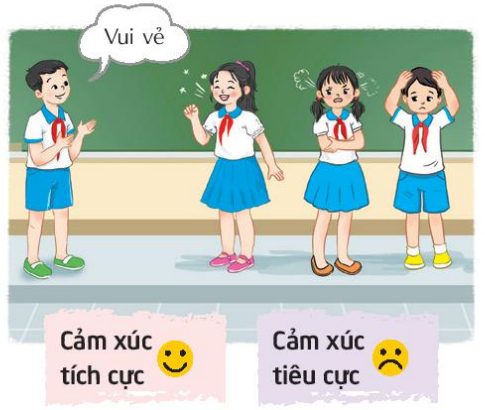 Vui vẻ
Cảm xúc
tích cực
Cảm xúc
tiêu cực